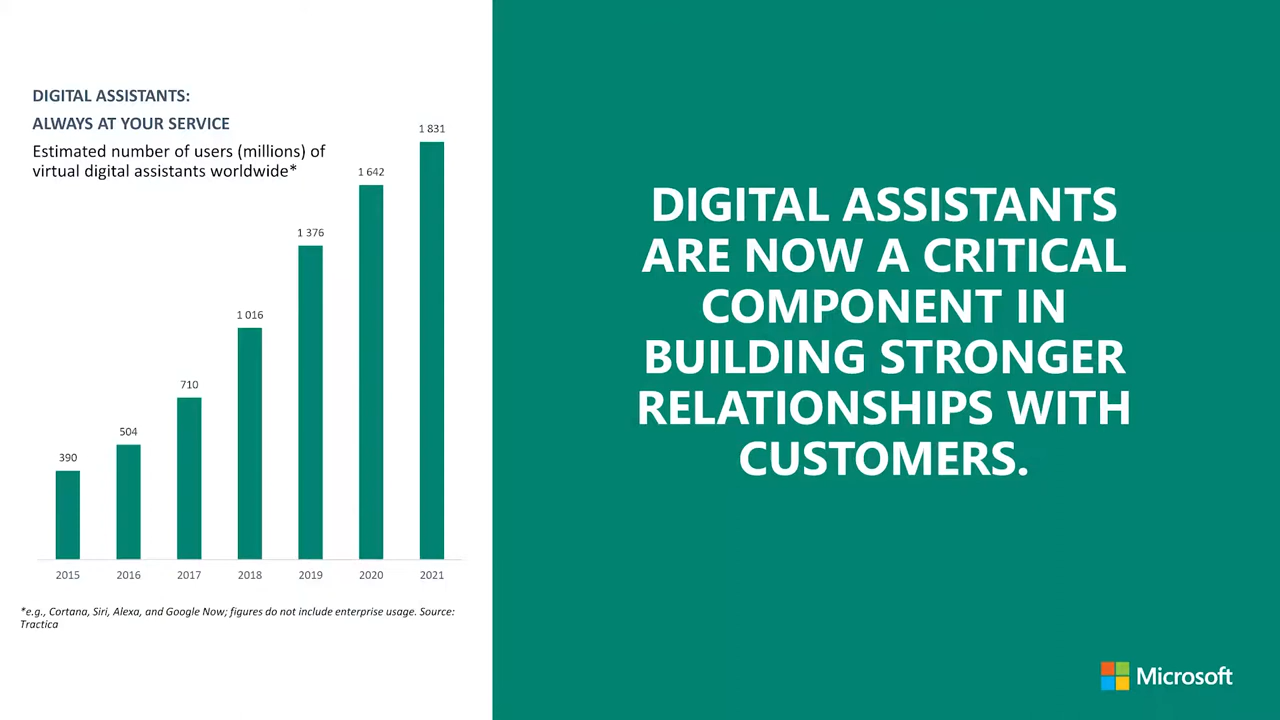 DIGITAL ASSISTANTS:
ALWAYS AT YOUR SERVICE
Estimated number of users (millions) of
virtual digital assistants worldwide*
390
504
710
1 016
1 376
1 642
1 831
2015
2016
2017
2018
2019
2020
2021
*e.g., Cortana, Siri, Alexa, and Google Now; figures do not include enterprise usage. Source:
Tractica
DIGITAL ASSISTANTS
ARE NOW A CRITICAL
COMPONENT IN
BUILDING STRONGER
RELATIONSHIPS WITH
CUSTOMERS.
Microsoft